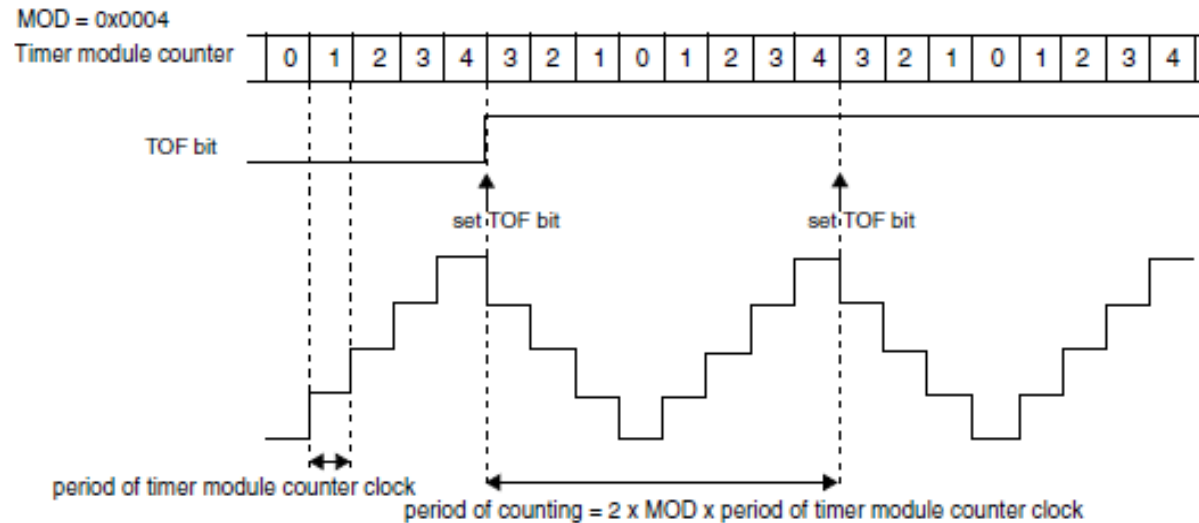 MOD = 0x0004
Timer module counter 0 1 2 3 4 3 2 1 0 1 2 3 4 3 2 1 0 1 2 3 4
TOF bit
set TOF bit set TOF bit
period of timer module counter clock
period of counting = 2 x MOD x period of timer module counter clock